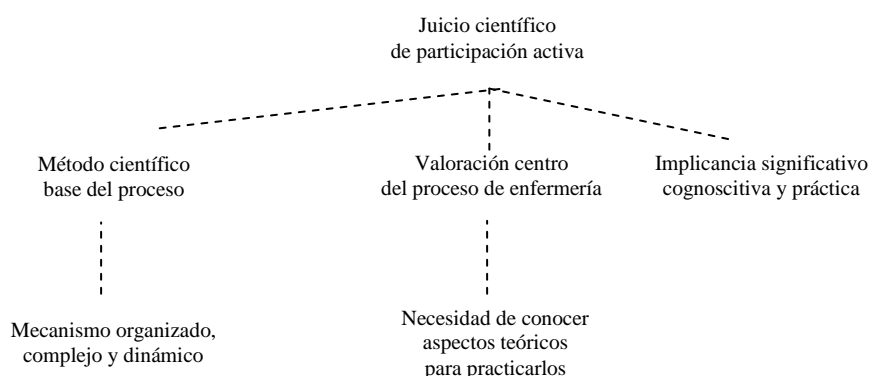 Juicio científico
de participación activa
Método científico
base del proceso
Valoración centro
del proceso de enfermería
Implicancia significativo
cognoscitiva y práctica
Mecanismo organizado,
complejo y dinámico
Necesidad de conocer
aspectos teóricos
para practicarlos